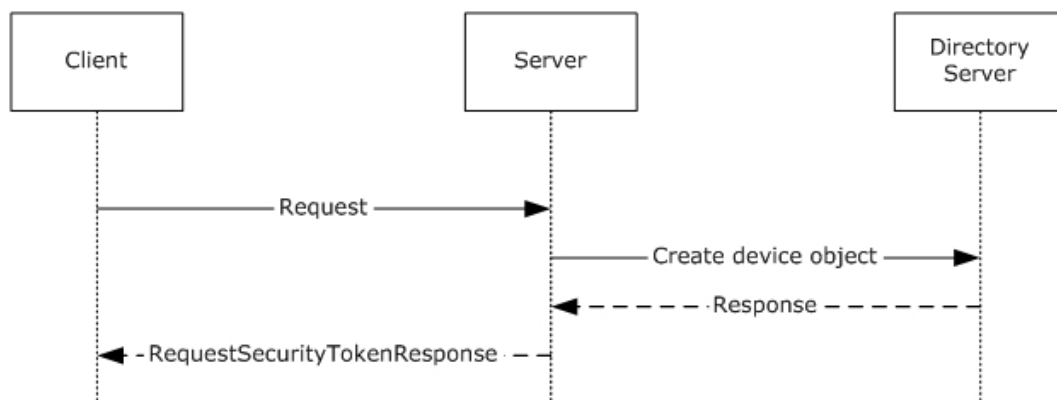 Client
Server
Directory
Server
Request
Create device object
Response
RequestSecurityTokenResponse